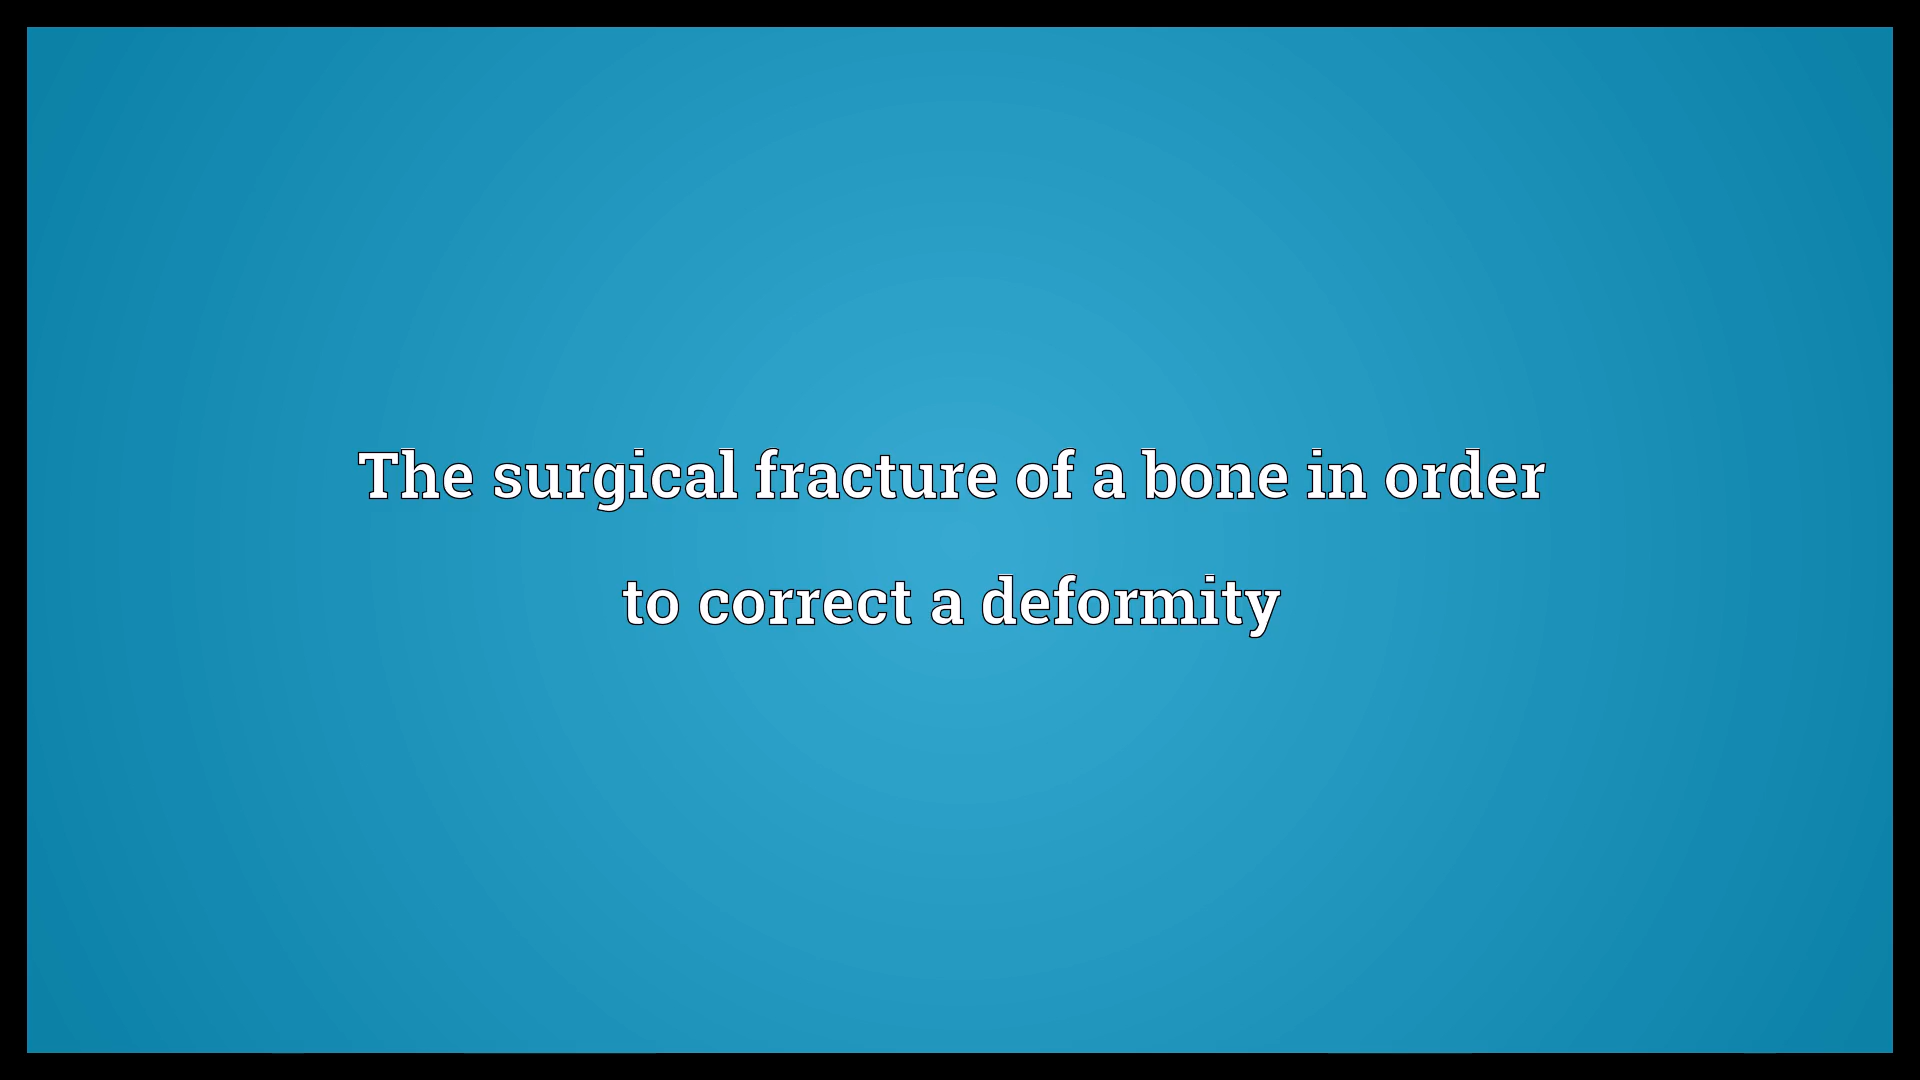 The surgical fracture of a bone in order
to correct a deformity